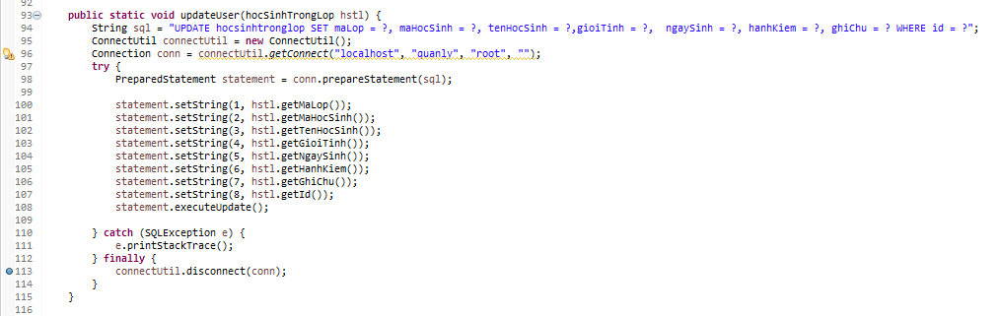 92
93 public static void updateUser(hocSinhTrongLop hstl) {
94 String sql = "UPDATE hocsinhtronglop SET maLop = ?, maHocSinh = ?, tenHocSinh = ?,gioiTinh = ?,  ngaySinh = ?, hanhKiem = ?, ghiChu = ? WHERE id = ?";
95 ConnectUtil connectUtil = new ConnectUtil();
96 Connection conn = connectUtil.getConnect("localhost", "quanly", "root", "");
97 try {
98 PreparedStatement statement = conn.prepareStatement(sql);
99
100 statement.setString(1, hstl.getMaLop());
101 statement.setString(2, hstl.getMaHocSinh());
102 statement.setString(3, hstl.getTenHocSinh());
103 statement.setString(4, hstl.getGioiTinh());
104 statement.setString(5, hstl.getNgaySinh());
105 statement.setString(6, hstl.getHanhKiem());
106 statement.setString(7, hstl.getGhiChu());
107 statement.setString(8, hstl.getId());
108 statement.executeUpdate();
109
110 } catch (SQLException e) {
111 e.printStackTrace();
112 } finally {
113 connectUtil.disconnect(conn);
114 }
115 }
116